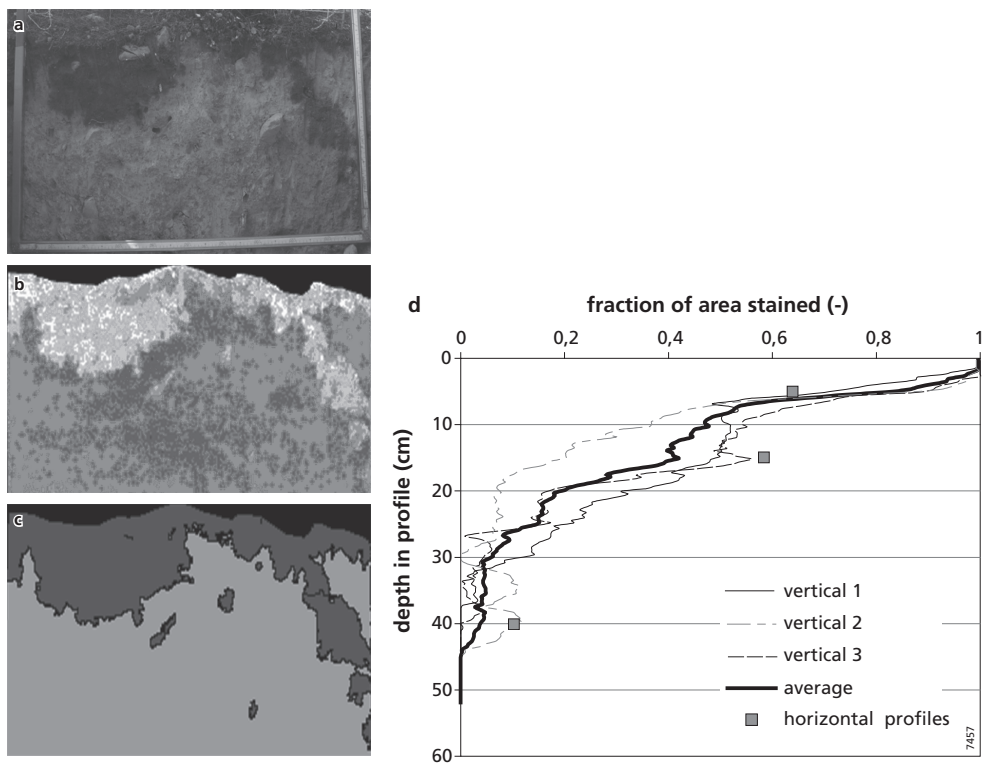 a
b
c
d
fraction of area stained (-)
0 0,2 0,4 0,6 0,8 1
depth in profile (cm)
0
10
20
30
40
50
60
vertical 1
vertical 2
vertical 3
average
horizontal profiles
7457